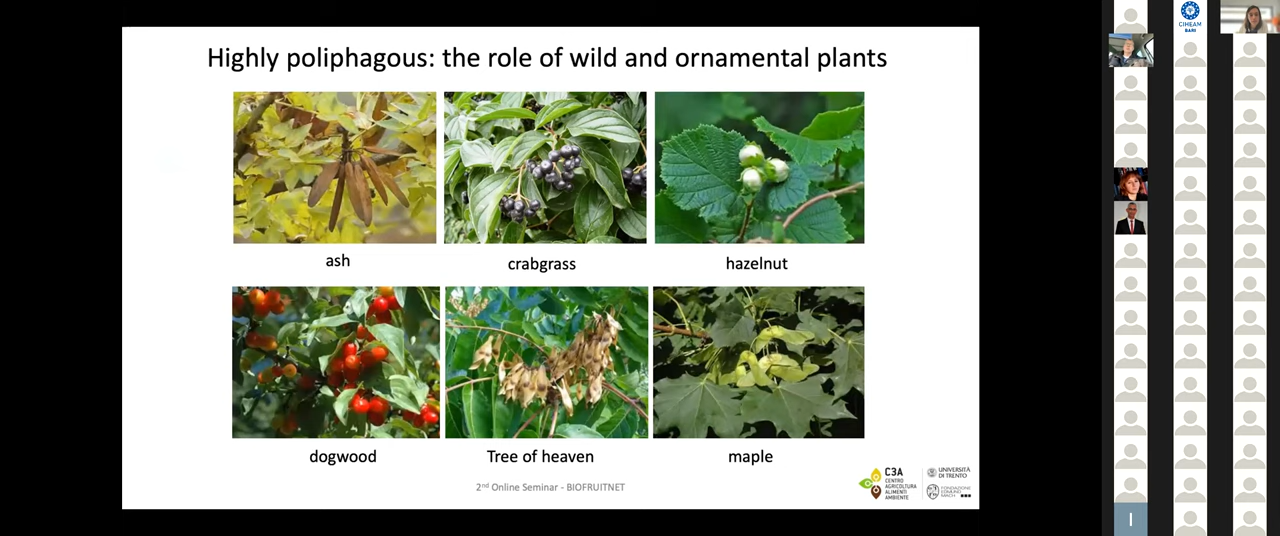 Highly poliphagous: the role of wild and ornamental plants
ash
crabgrass
hazelnut
dogwood
Tree of heaven
maple
2nd Online Seminar - BIOFRUITNET
C3A
CENTRO
AGRICOLTURA
ALIMENTI
AMBIENTE
UNIVERSITÀ
DI TRENTO
FONDAZIONE
EDMUND
MACH
CIHEAM
BARI
I